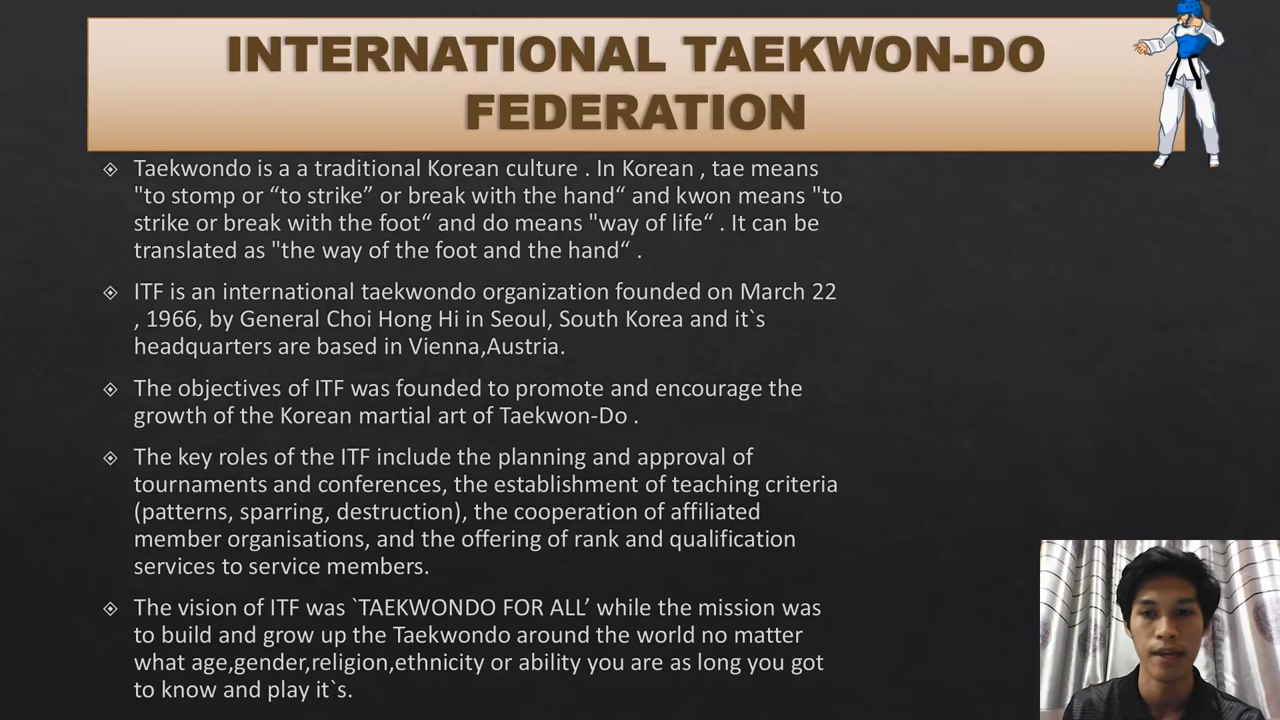 INTERNATIONAL TAEKWON-DO
FEDERATION
Taekwondo is a a traditional Korean culture . In Korean , tae means
"to stomp or “to strike” or break with the hand“ and kwon means "to
strike or break with the foot“ and do means "way of life“ . It can be
translated as "the way of the foot and the hand“ .
ITF is an international taekwondo organization founded on March 22
, 1966, by General Choi Hong Hi in Seoul, South Korea and it`s
headquarters are based in Vienna,Austria.
The objectives of ITF was founded to promote and encourage the
growth of the Korean martial art of Taekwon-Do .
The key roles of the ITF include the planning and approval of
tournaments and conferences, the establishment of teaching criteria
(patterns, sparring, destruction), the cooperation of affiliated
member organisations, and the offering of rank and qualification
services to service members.
The vision of ITF was `TAEKWONDO FOR ALL’ while the mission was
to build and grow up the Taekwondo around the world no matter
what age,gender,religion,ethnicity or ability you are as long you got
to know and play it`s.